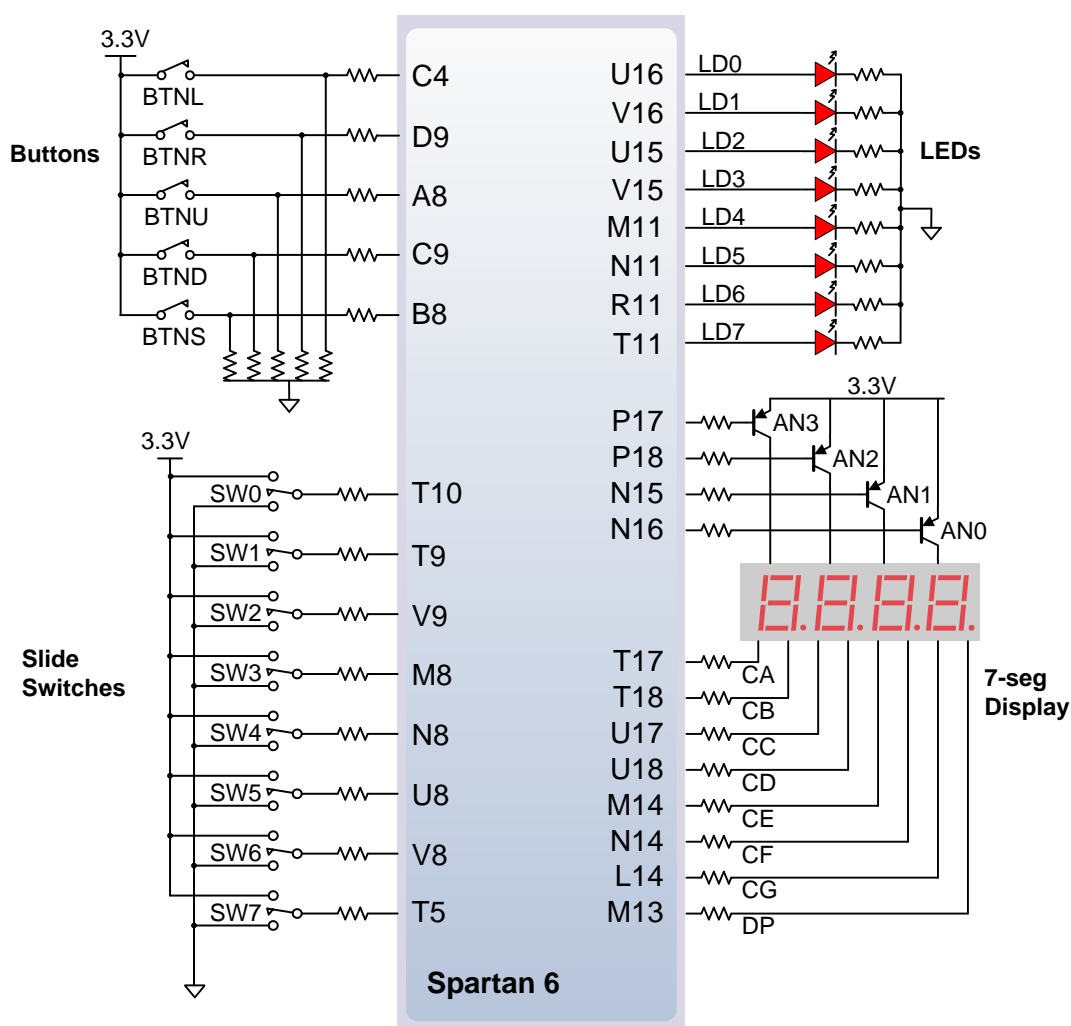 3.3V
BTNL
BTNR
BTNU
BTND
BTNS
Buttons
C4
D9
A8
C9
B8
3.3V
SW0
SW1
SW2
SW3
SW4
SW5
SW6
SW7
Slide
Switches
T10
T9
V9
M8
N8
U8
V8
T5
Spartan 6
U16 LD0
V16 LD1
U15 LD2
V15 LD3
M11 LD4
N11 LD5
R11 LD6
T11 LD7
LEDs
3.3V
P17 AN3
P18 AN2
N15 AN1
N16 AN0
8.8.8.8.
T17 CA
T18 CB
U17 CC
U18 CD
M14 CE
N14 CF
L14 CG
M13 DP
7-seg
Display